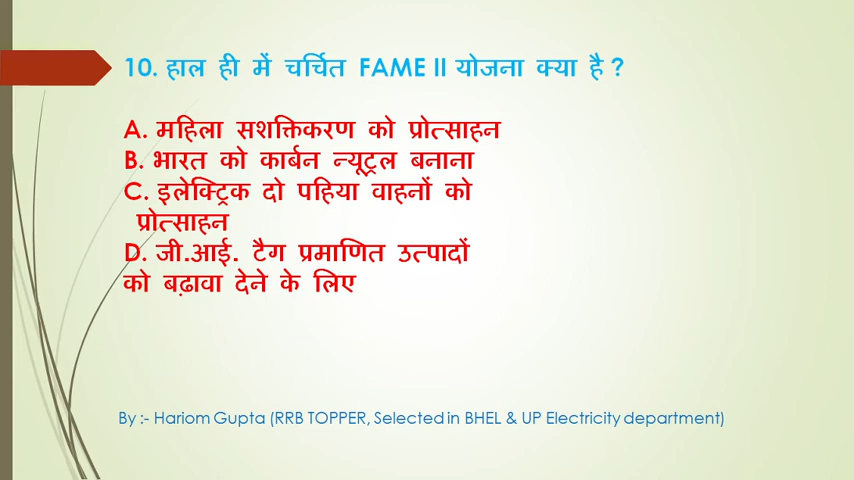 10. हाल ही में चर्चित FAME II योजना क्या है ?
A. महिला सशक्तिकरण को प्रोत्साहन
B. भारत को कार्बन न्यूट्रल बनाना
C. इलेक्ट्रिक दो पहिया वाहनों को
प्रोत्साहन
D. जी.आई. टैग प्रमाणित उत्पादों
को बढ़ावा देने के लिए
By :- Hariom Gupta (RRB TOPPER, Selected in BHEL & UP Electricity department)